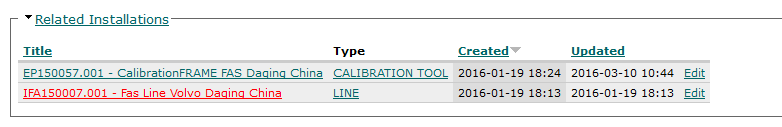 Related Installations
Title Type Created Updated
EP150057.001 - CalibrationFRAME FAS Daqing China CALIBRATION TOOL 2016-01-19 18:24 2016-03-10 10:44 Edit
IFA150007.001 - Fas Line Volvo Daqing China LINE 2016-01-19 18:13 2016-01-19 18:13 Edit